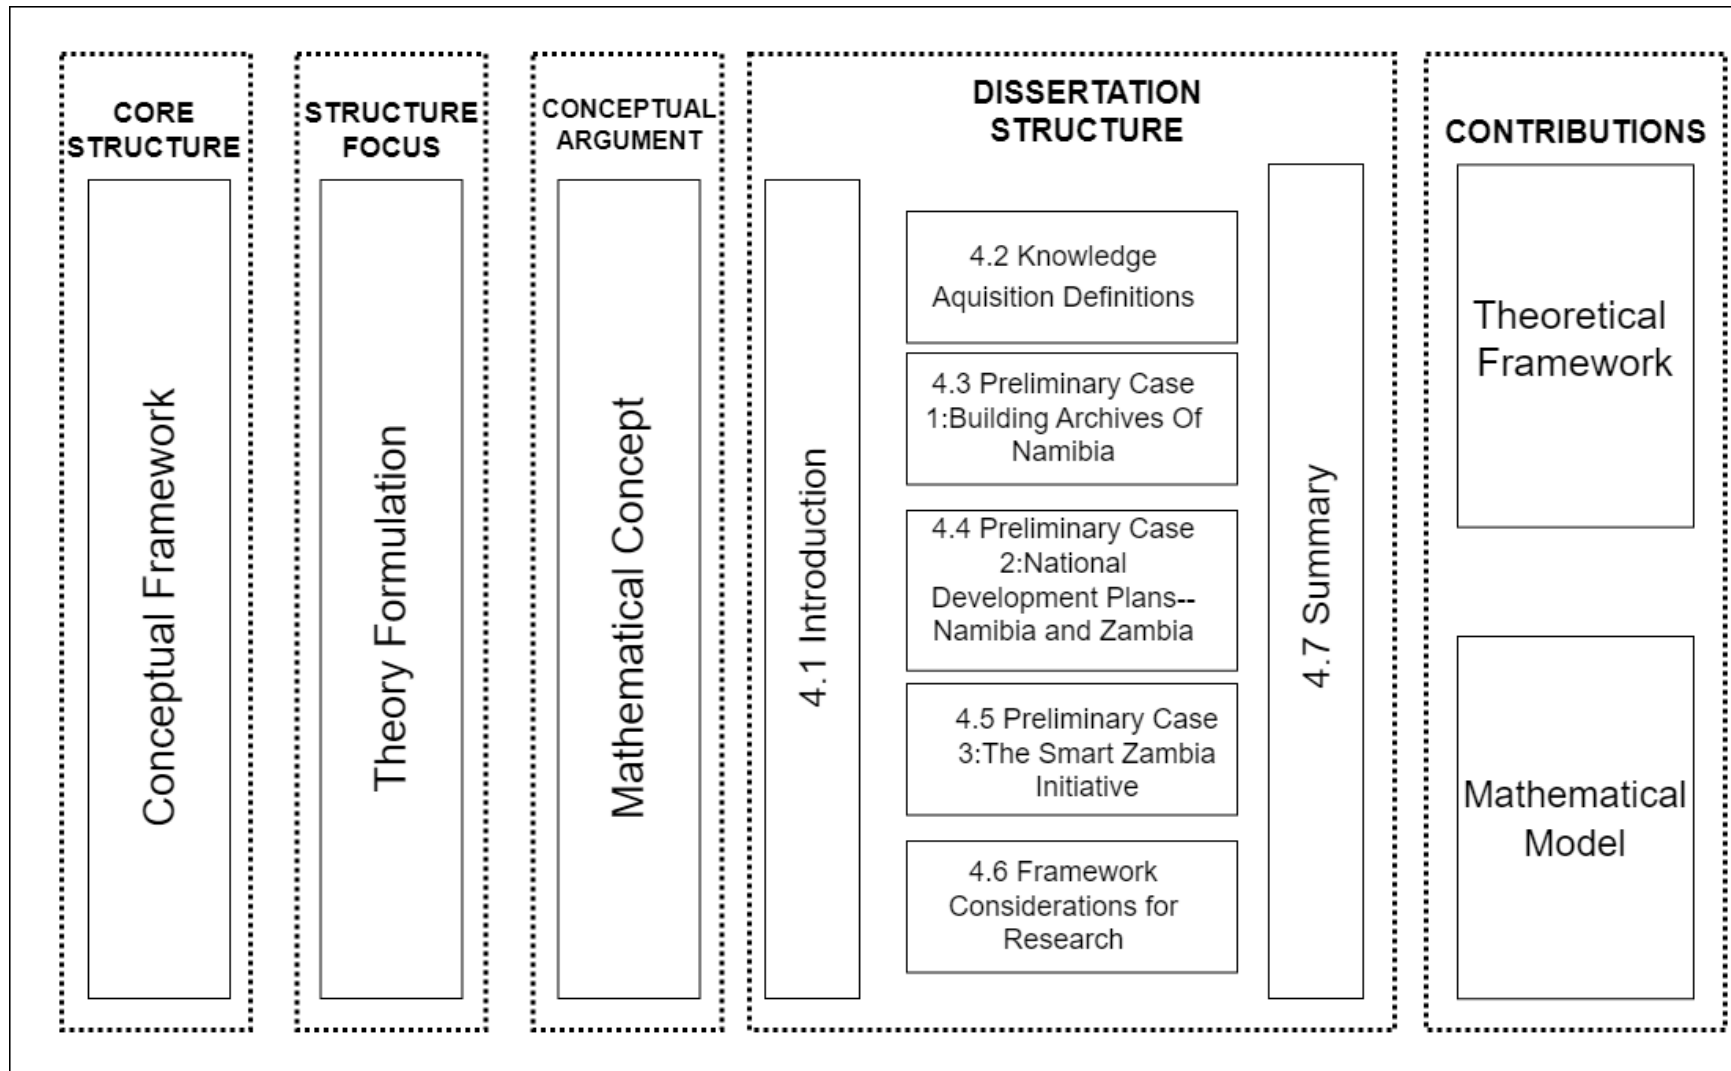 CORE
STRUCTURE
Conceptual Framework
STRUCTURE
FOCUS
Theory Formulation
CONCEPTUAL
ARGUMENT
Mathematical Concept
DISSERTATION
STRUCTURE
4.1 Introduction
4.2 Knowledge
Aquisition Definitions
4.3 Preliminary Case
1:Building Archives Of
Namibia
4.4 Preliminary Case
2:National
Development Plans--
Namibia and Zambia
4.5 Preliminary Case
3:The Smart Zambia
Initiative
4.6 Framework
Considerations for
Research
4.7 Summary
CONTRIBUTIONS
Theoretical
Framework
Mathematical
Model